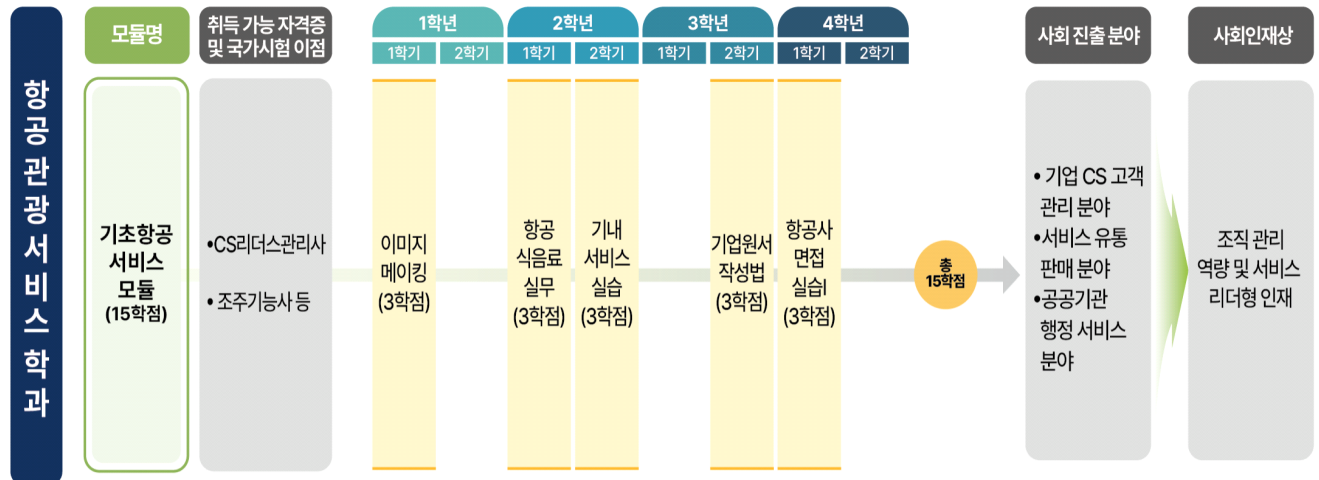 항공관광서비스학과
모듈명
취득 가능 자격증
및 국가시험 이점
1학년
2학년
3학년
4학년
1학기
2학기
1학기
2학기
1학기
2학기
1학기
2학기
사회 진출 분야
사회인재상
기초항공
서비스
모듈
(15학점)
•CS리더스관리사
• 조주기능사 등
이미지
메이킹
(3학점)
항공
식음료
실무
(3학점)
기내
서비스
실습
(3학점)
기업원서
작성법
(3학점)
항공사
면접
실습I
(3학점)
총
15학점
• 기업 CS 고객
관리 분야
•서비스 유통
판매 분야
•공공기관
행정 서비스
분야
조직 관리
역량 및 서비스
리더형 인재